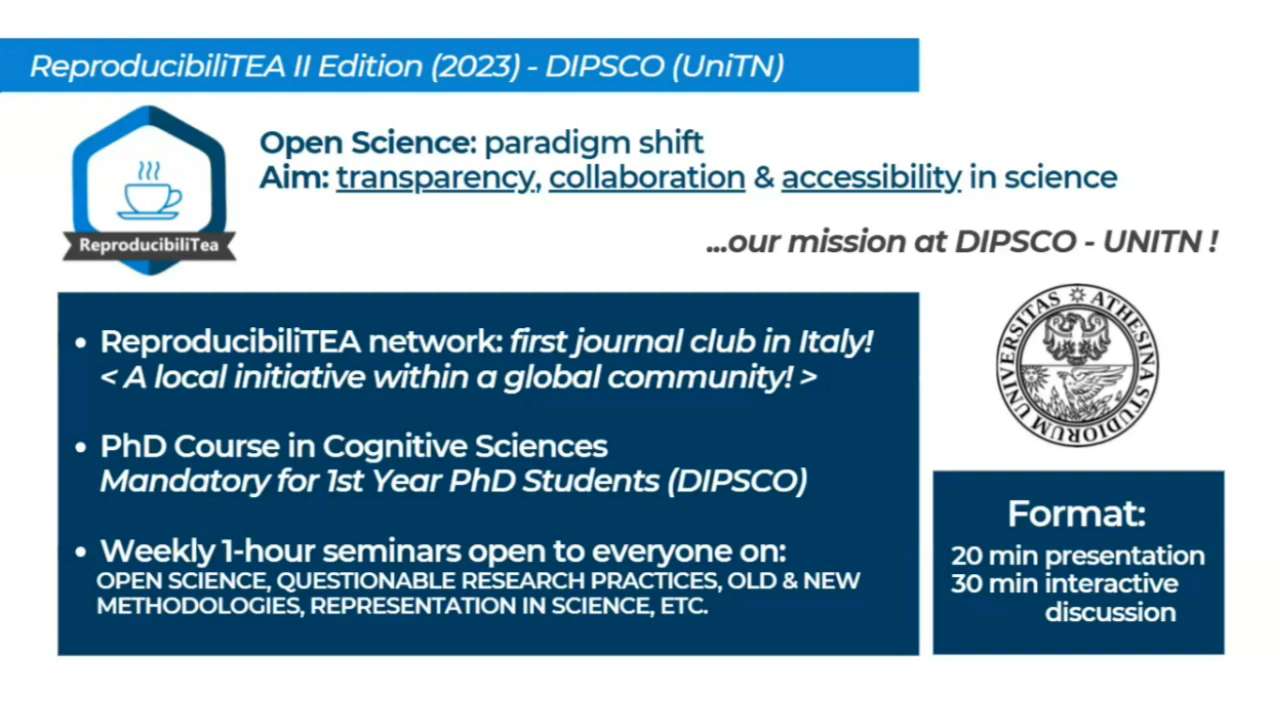 ReproducibiliTEA II Edition (2023) - DIPSCO (UniTN)
Open Science: paradigm shift
Aim: transparency, collaboration & accessibility in science
ReproducibiliTea
...our mission at DIPSCO - UNITN !
• ReproducibiliTEA network: first journal club in Italy!
< A local initiative within a global community! >
• PhD Course in Cognitive Sciences
Mandatory for 1st Year PhD Students (DIPSCO)
• Weekly 1-hour seminars open to everyone on:
OPEN SCIENCE, QUESTIONABLE RESEARCH PRACTICES, OLD & NEW
METHODOLOGIES, REPRESENTATION IN SCIENCE, ETC.
UNIVERSITAS ATHESINA STUDIORUM
Format:
20 min presentation
30 min interactive
discussion